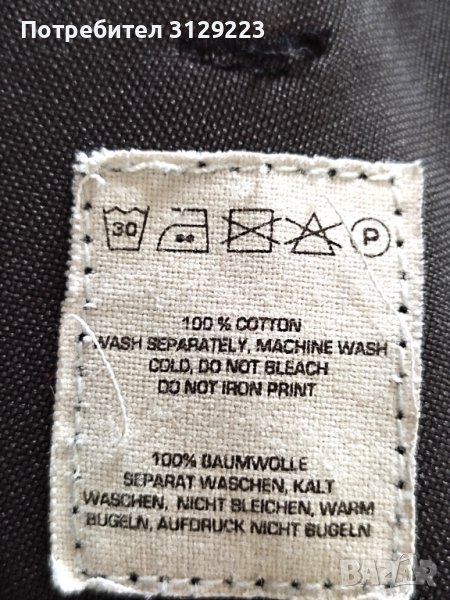 Потребител 3129223
30
P
100 % COTTON
WASH SEPARATELY, MACHINE WASH
COLD, DO NOT BLEACH
DO NOT IRON PRINT
100% BAUMWOLLE
SEPARAT WASCHEN, KALT
WASCHEN, NICHT BLEICHEN, WARM
BUGELN, AUFDRUCK NICHT BUGELN
BAZAR